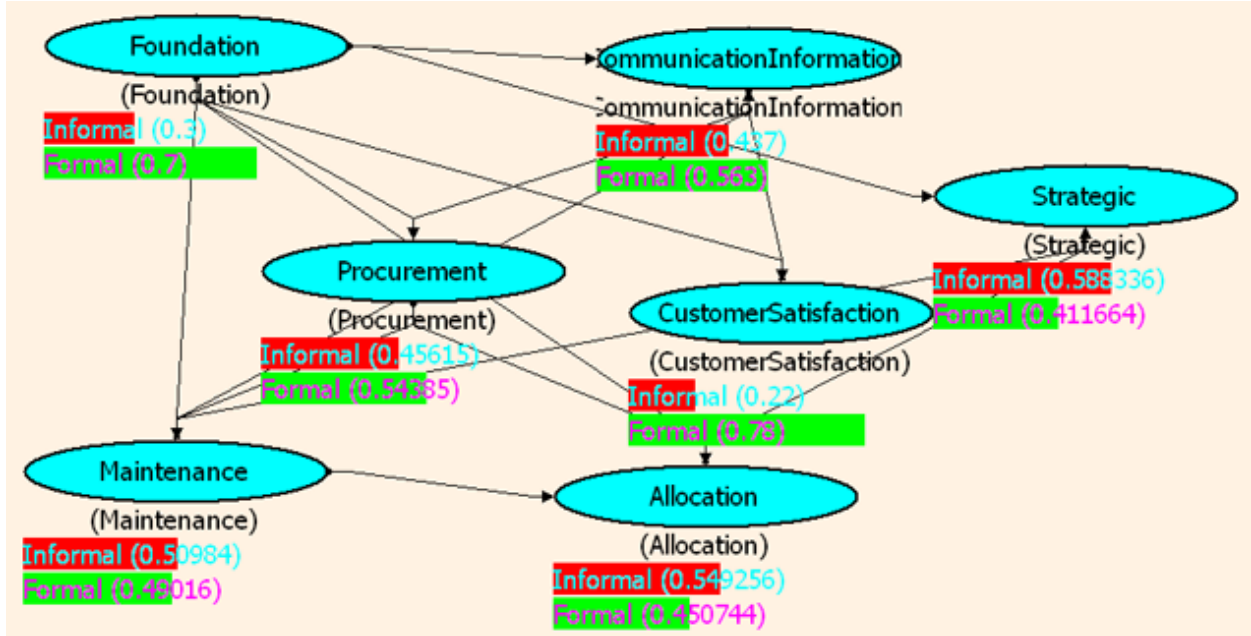 Foundation
(Foundation)
Informal (0.3)
Formal (0.7)
ommunicationInformation
ommunicationInformation
Informal (0.437)
Formal (0.563)
Strategic
(Strategic)
Informal (0.588336)
Formal (0.411664)
Procurement
(Procurement)
Informal (0.45615)
Formal (0.54385)
CustomerSatisfaction
(CustomerSatisfaction)
Informal (0.22)
Formal (0.78)
Maintenance
(Maintenance)
Informal (0.50984)
Formal (0.49016)
Allocation
(Allocation)
Informal (0.549256)
Formal (0.450744)